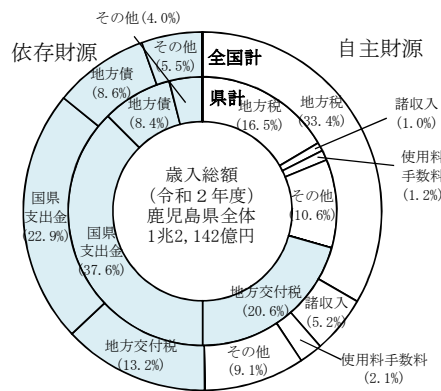 その他(4.0%)
依存財源
自主財源
その他
(5.5%)
全国計
地方債
(8.6%)
県計
地方債
(8.4%)
地方税
(16.5%)
地方税
(33.4%)
諸収入
(1.0%)
使用料
手数料
(1.2%)
その他
(10.6%)
歳入総額
(令和２年度)
鹿児島県全体
1兆2,142億円
国県
支出金
(22.9%)
国県
支出金
(37.6%)
地方交付税
(20.6%)
諸収入
(5.2%)
地方交付税
(13.2%)
その他
(9.1%)
使用料手数料
(2.1%)